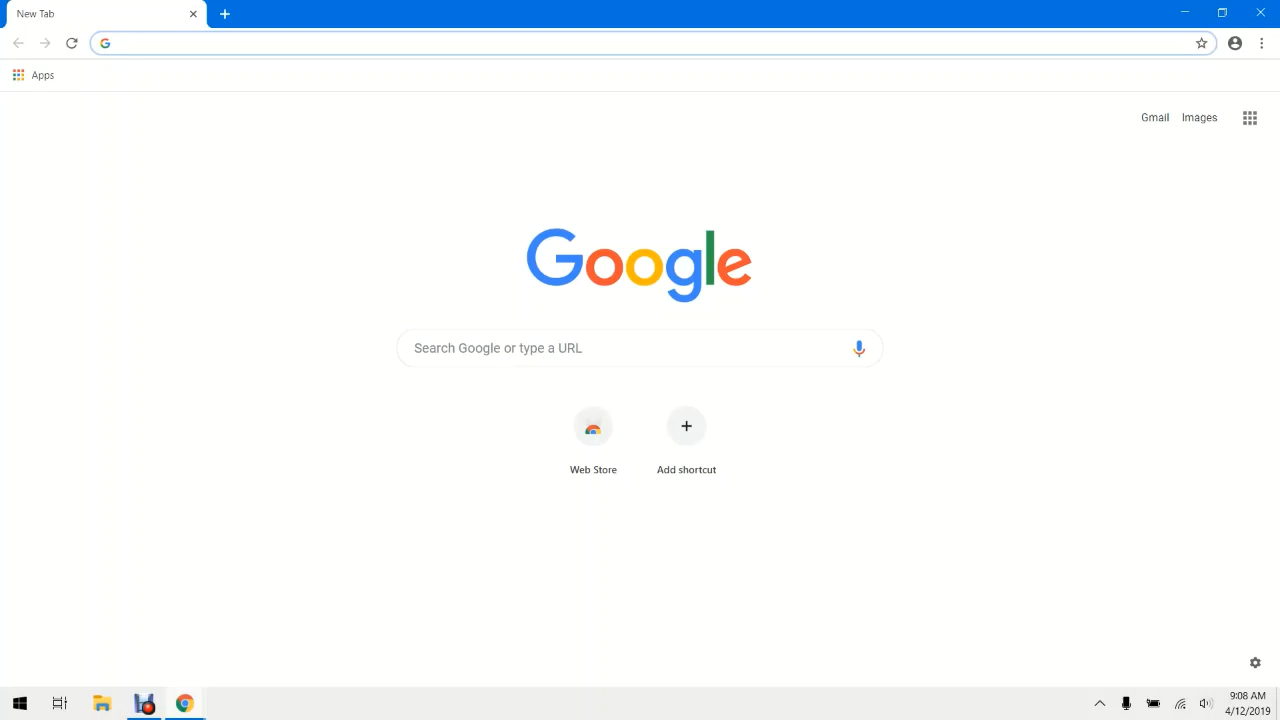 New Tab
Apps
Gmail Images
Google
Search Google or type a URL
Web Store
Add shortcut
9:08 AM
4/12/2019